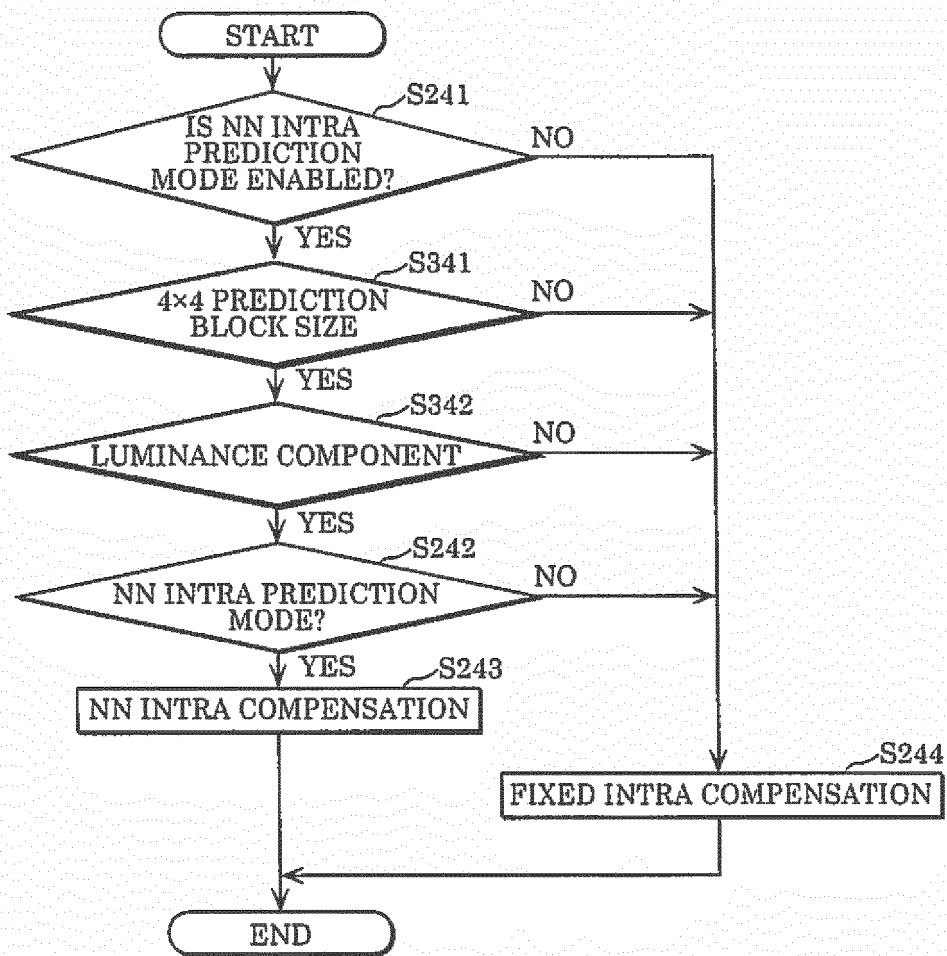 START
S241
IS NN INTRA
PREDICTION
MODE ENABLED?
NO
YES
S341
4×4 PREDICTION
BLOCK SIZE
NO
YES
S342
LUMINANCE COMPONENT
NO
YES
S242
NN INTRA PREDICTION
MODE?
NO
YES
S243
NN INTRA COMPENSATION
S244
FIXED INTRA COMPENSATION
END